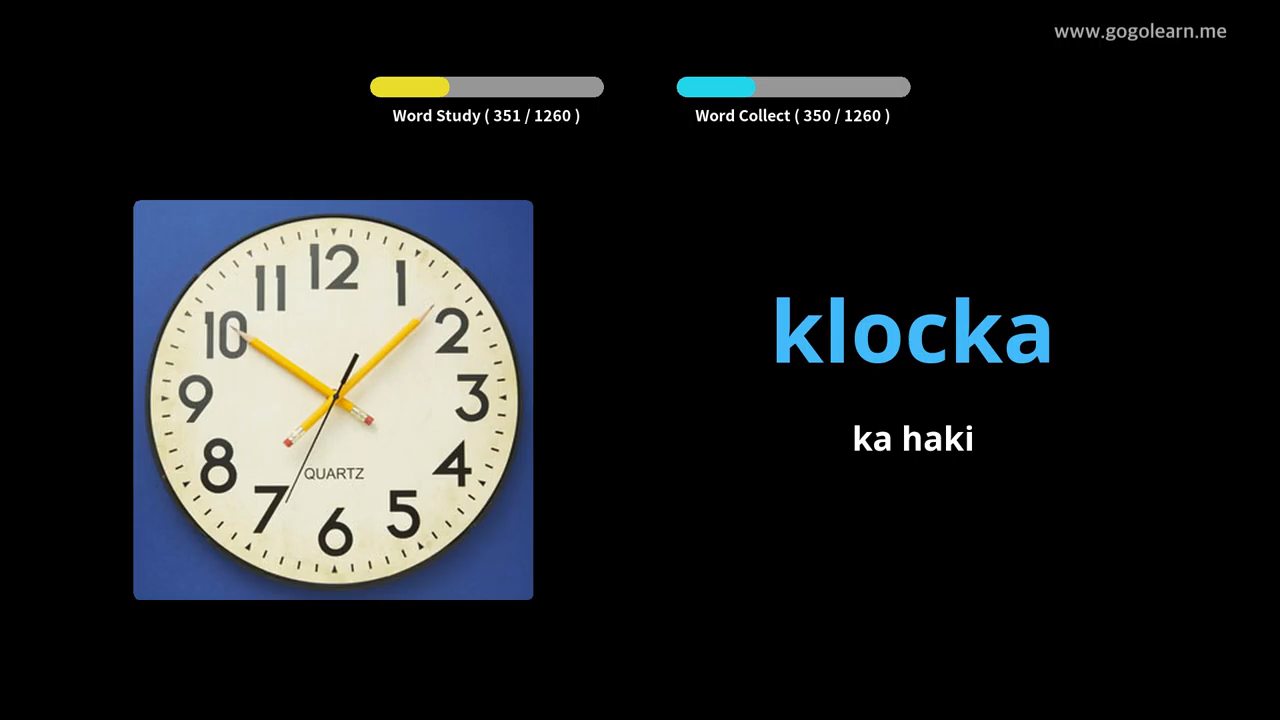 www.gogolearn.me
Word Study ( 351 / 1260 )
Word Collect ( 350 / 1260 )
12
11
1
10
2
9
3
8
4
QUARTZ
7
5
6
klocka
ka haki